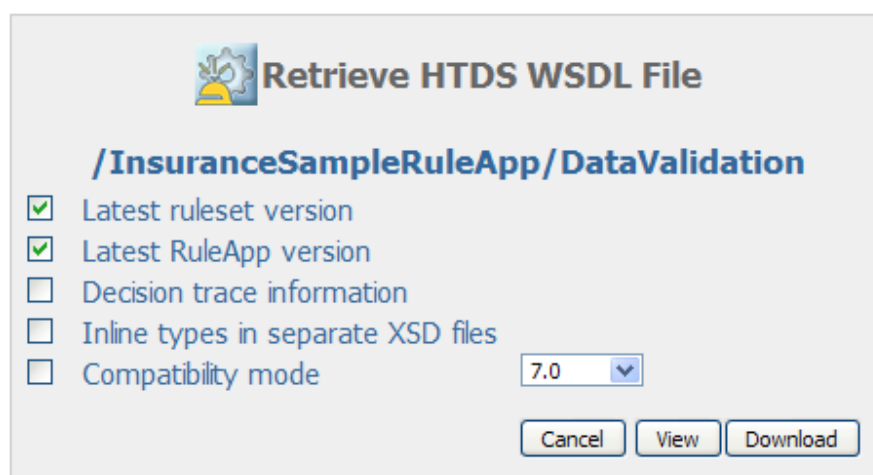 Retrieve HTDS WSDL File
/InsuranceSampleRuleApp/DataValidation
Latest ruleset version
Latest RuleApp version
Decision trace information
Inline types in separate XSD files
Compatibility mode 7.0
Cancel View Download